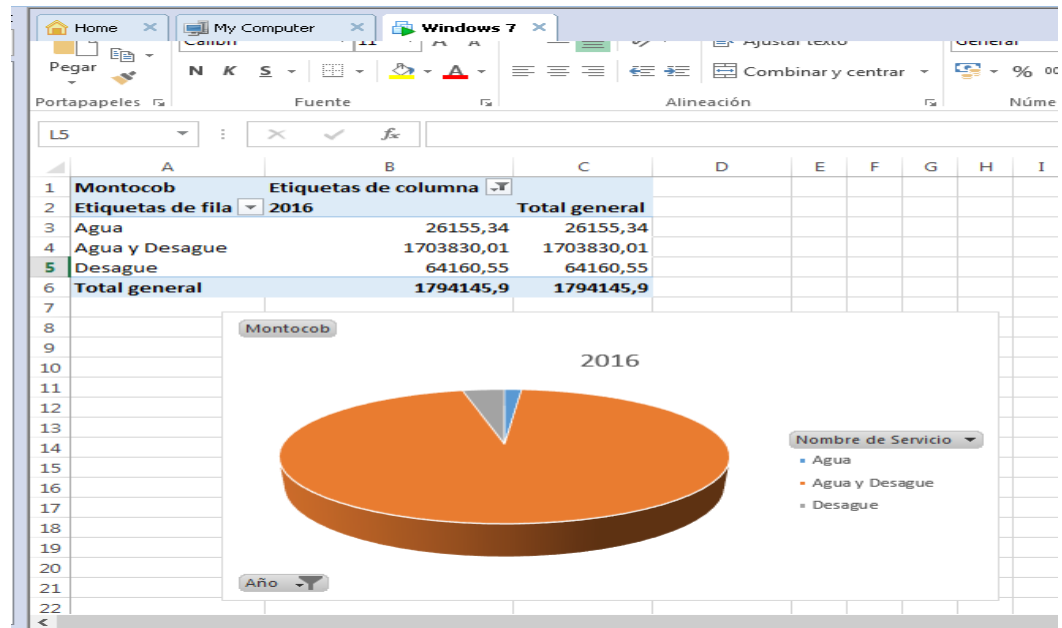 Home × My Computer × Windows 7 ×
Calibri 11 A A Ajustar texto General
Pegar N K S A Combinar y centrar % 00
Portapapeles Fuente Alineación Núme
L5 fx
A B C D E F G H I
1 Montocob Etiquetas de columna
2 Etiquetas de fila 2016 Total general
3 Agua 26155,34 26155,34
4 Agua y Desague 1703830,01 1703830,01
5 Desague 64160,55 64160,55
6 Total general 1794145,9 1794145,9
7
8 Montocob
9
10 2016
11
12
13
14 Nombre de Servicio
15 Agua
16 Agua y Desague
17 Desague
18
19
20
21 Año
22